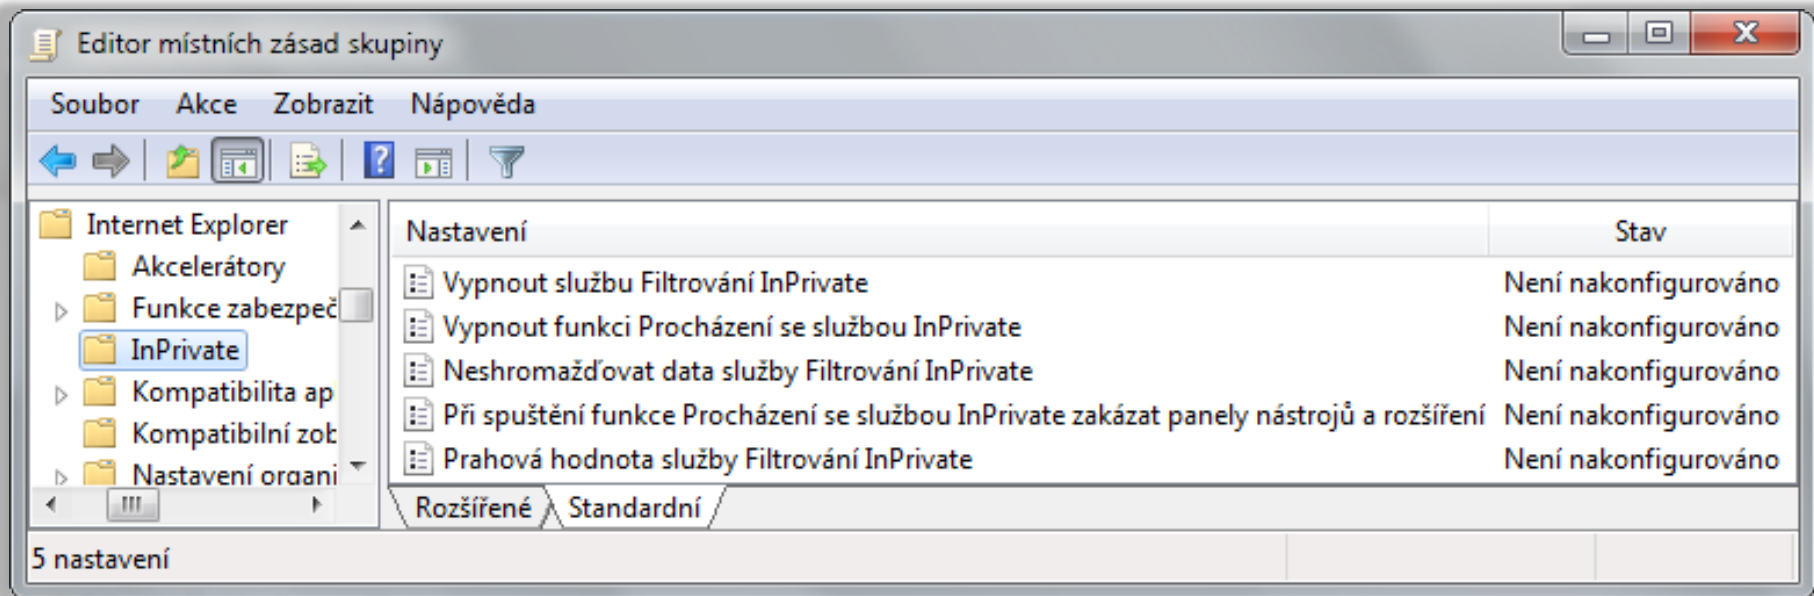 Editor místních zásad skupiny
Soubor Akce Zobrazit Nápověda
Internet Explorer
Akcelerátory
Funkce zabezpeč
InPrivate
Kompatibilita ap
Kompatibilní zob
Nastavení organi
Nastavení Stav
Vypnout službu Filtrování InPrivate Není nakonfigurováno
Vypnout funkci Procházení se službou InPrivate Není nakonfigurováno
Neshromažďovat data služby Filtrování InPrivate Není nakonfigurováno
Při spuštění funkce Procházení se službou InPrivate zakázat panely nástrojů a rozšíření Není nakonfigurováno
Prahová hodnota služby Filtrování InPrivate Není nakonfigurováno
Rozšířené Standardní
5 nastavení